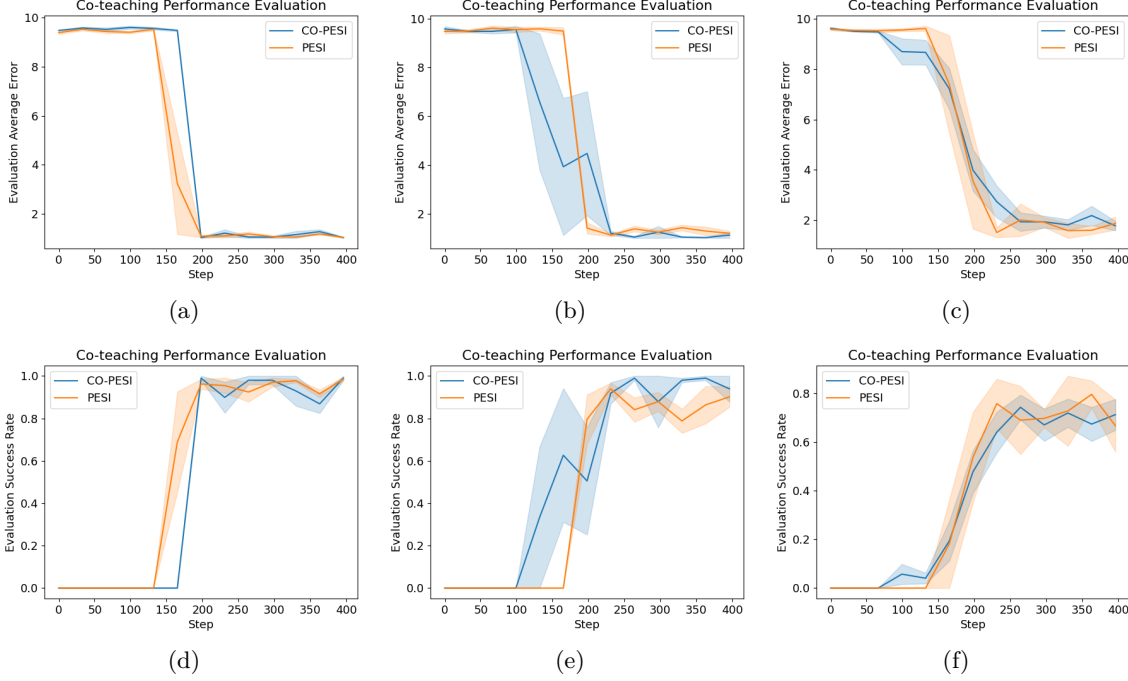 Co-teaching Performance Evaluation
Evaluation Average Error
10
8
6
4
2
CO-PESI
PESI
0 50 100 150 200 250 300 350 400
Step
(a)
Co-teaching Performance Evaluation
Evaluation Average Error
10
8
6
4
2
CO-PESI
PESI
0 50 100 150 200 250 300 350 400
Step
(b)
Co-teaching Performance Evaluation
Evaluation Average Error
10
8
6
4
2
CO-PESI
PESI
0 50 100 150 200 250 300 350 400
Step
(c)
Co-teaching Performance Evaluation
Evaluation Success Rate
1.0
0.8
0.6
0.4
0.2
0.0
CO-PESI
PESI
0 50 100 150 200 250 300 350 400
Step
(d)
Co-teaching Performance Evaluation
Evaluation Success Rate
1.0
0.8
0.6
0.4
0.2
0.0
CO-PESI
PESI
0 50 100 150 200 250 300 350 400
Step
(e)
Co-teaching Performance Evaluation
Evaluation Success Rate
0.8
0.6
0.4
0.2
0.0
CO-PESI
PESI
0 50 100 150 200 250 300 350 400
Step
(f)